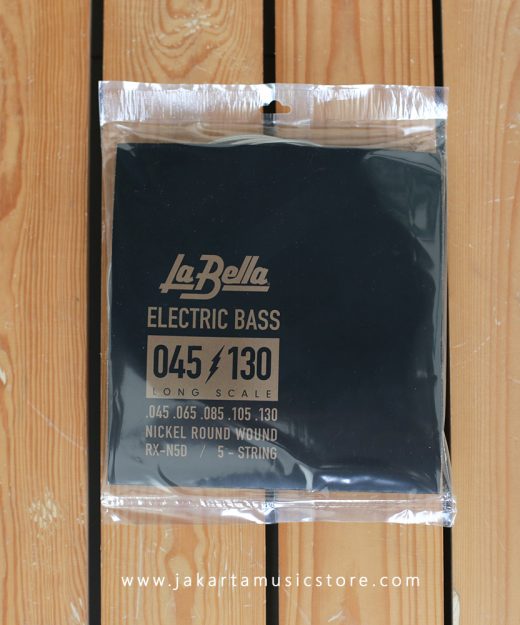 La Bella
ELECTRIC BASS
045 130
LONG SCALE
.045 .065 .085 .105 .130
NICKEL ROUND WOUND
RX-N5D / 5 - STRING
www.jakartamusicstore.com